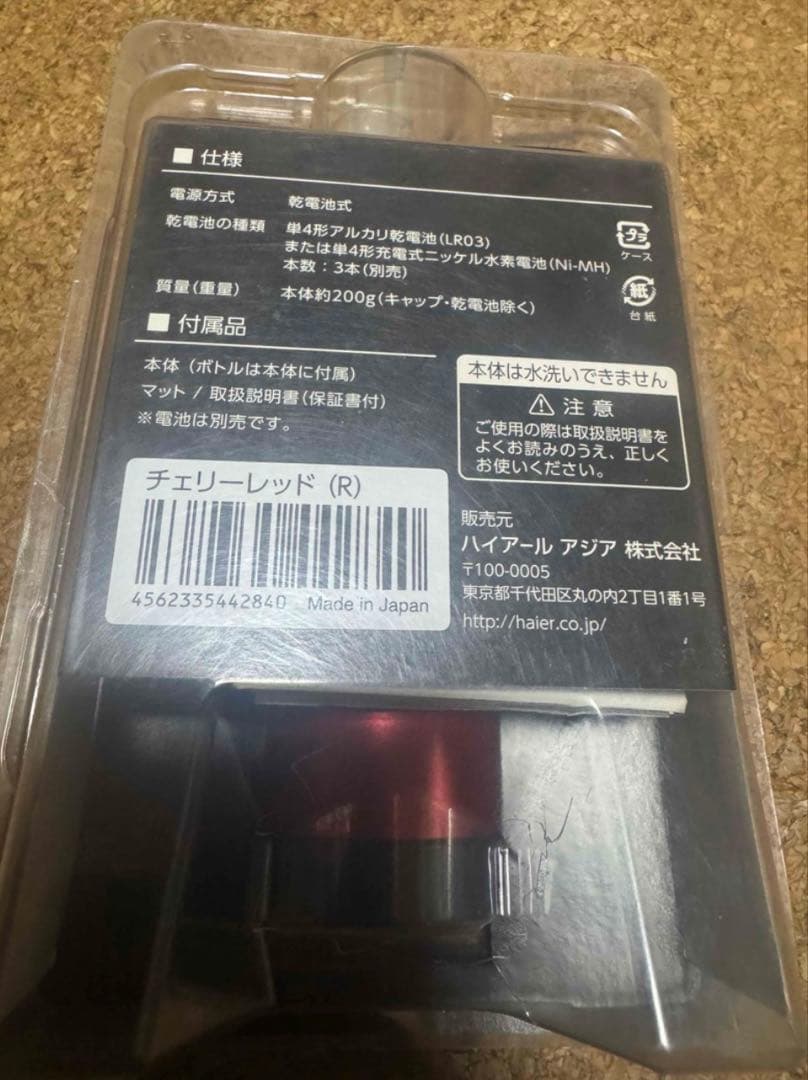 ■ 仕様
電源方式 乾電池式
乾電池の種類 単4形アルカリ乾電池(LR03)
または単4形充電式ニッケル水素電池(Ni-MH)
本数：3本(別売)
質量(重量) 本体約200g(キャップ・乾電池除く)
プラ
ケース
紙
台紙
■ 付属品
本体（ボトルは本体に付属)
マット / 取扱説明書(保証書付)
※電池は別売です。
本体は水洗いできません
⚠ 注意
ご使用の際は取扱説明書を
よくお読みのうえ、正しく
お使いください。
チェリーレッド（R）
4562335442840 Made in Japan
販売元
ハイアール アジア 株式会社
〒100-0005
東京都千代田区丸の内2丁目1番1号
http://haier.co.jp/